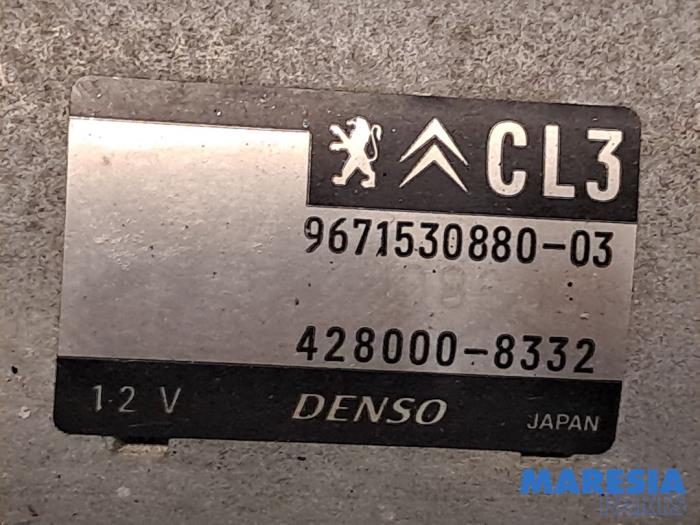 CL3
9671530880-03
428000-8332
12 V DENSO JAPAN
MARESIA